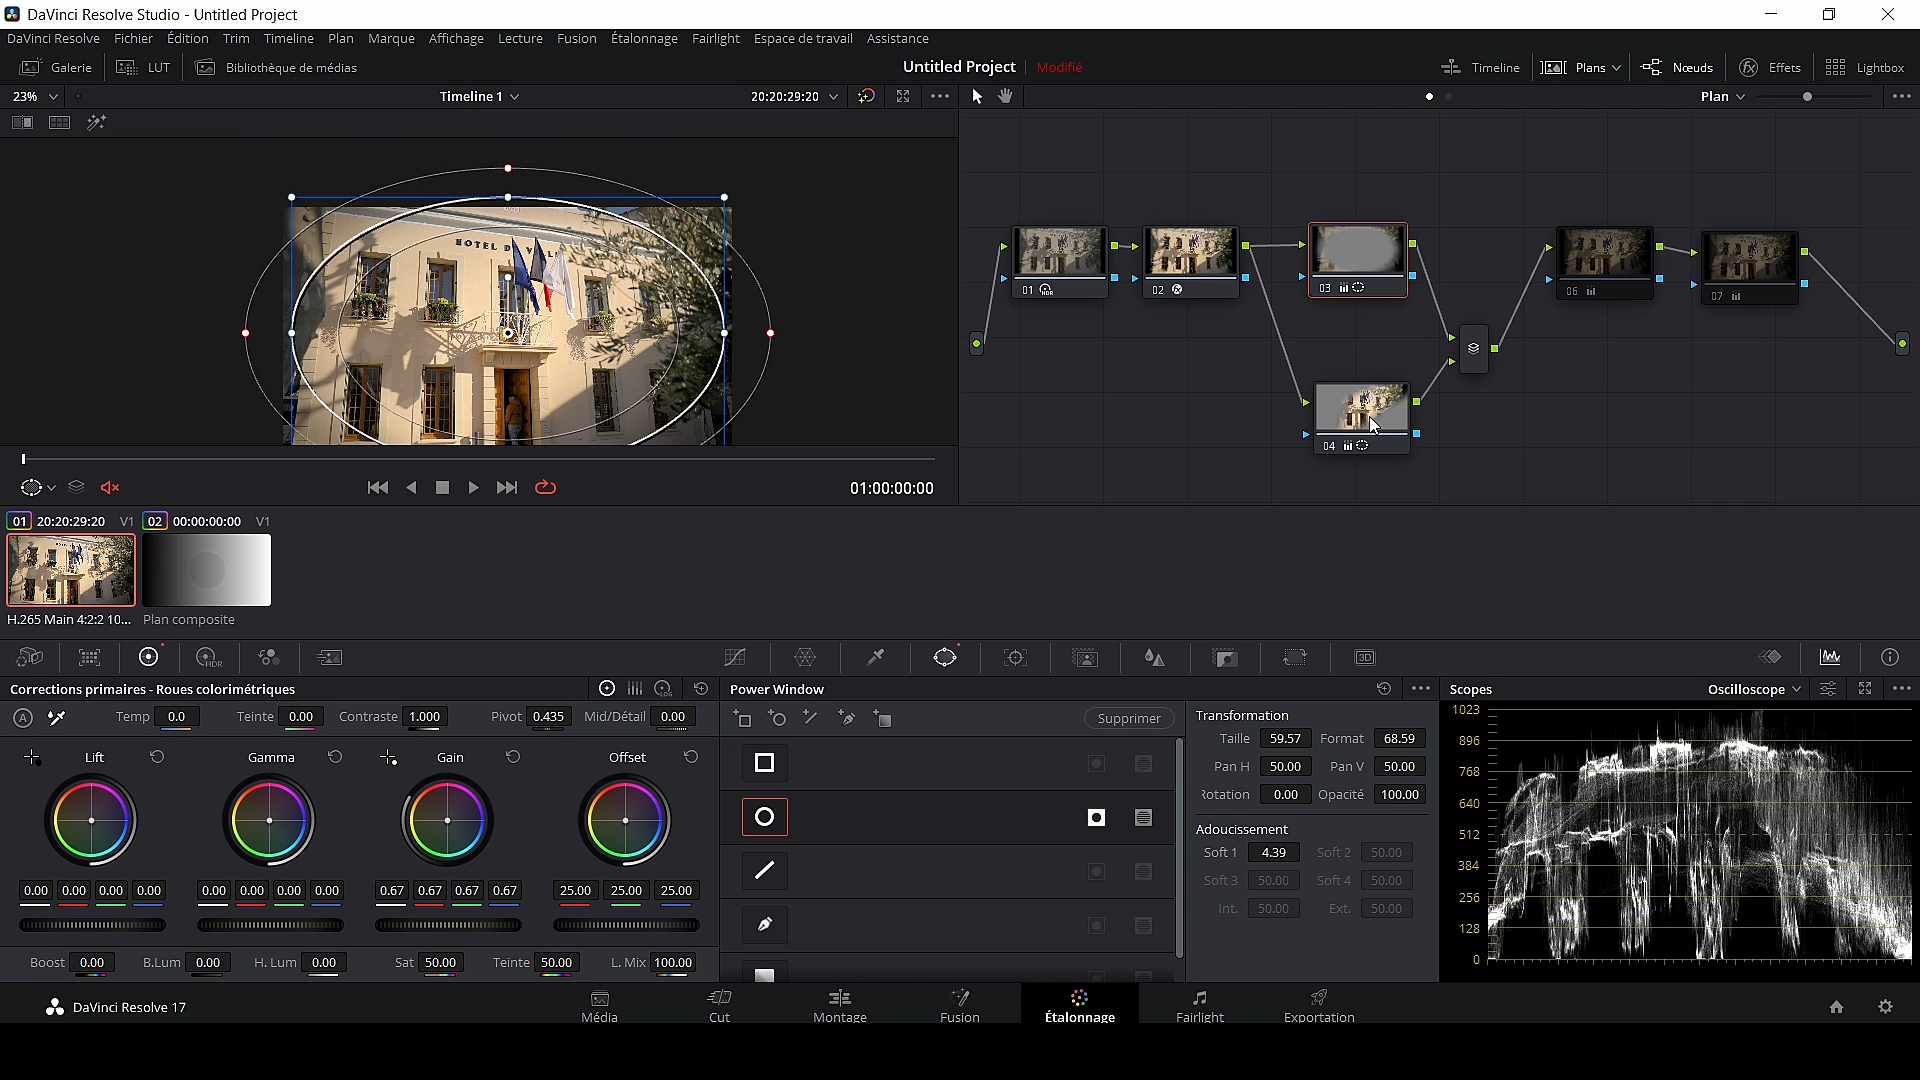 DaVinci Resolve Studio - Untitled Project
DaVinci Resolve Fichier Édition Trim Timeline Plan Marque Affichage Lecture Fusion Étalonnage Fairlight Espace de travail Assistance
Galerie LUT Bibliothèque de médias Untitled Project Modifié Timeline Plans Nœuds Effets Lightbox
23% Timeline 1 20:20:29:20 Plan
HOTEL D VIL
01 HDR 02 03 06 07
04
01:00:00:00
01 20:20:29:20 V1 02 00:00:00:00 V1
H.265 Main 4:2:2 10... Plan composite
HDR 3D
Corrections primaires - Roues colorimétriques LOG Power Window Scopes Oscilloscope
A Temp 0.0 Teinte 0.00 Contraste 1.000 Pivot 0.435 Mid/Détail 0.00 Supprimer
Lift Gamma Gain Offset
0.00 0.00 0.00 0.00 0.00 0.00 0.00 0.00 0.67 0.67 0.67 0.67 25.00 25.00 25.00
Boost 0.00 B.Lum 0.00 H. Lum 0.00 Sat 50.00 Teinte 50.00 L. Mix 100.00
Transformation
Taille 59.57 Format 68.59
Pan H 50.00 Pan V 50.00
Rotation 0.00 Opacité 100.00
Adoucissement
Soft 1 4.39 Soft 2 50.00
Soft 3 50.00 Soft 4 50.00
Int. 50.00 Ext. 50.00
1023
896
768
640
512
384
256
128
0
DaVinci Resolve 17 Média Cut Montage Fusion Étalonnage Fairlight Exportation